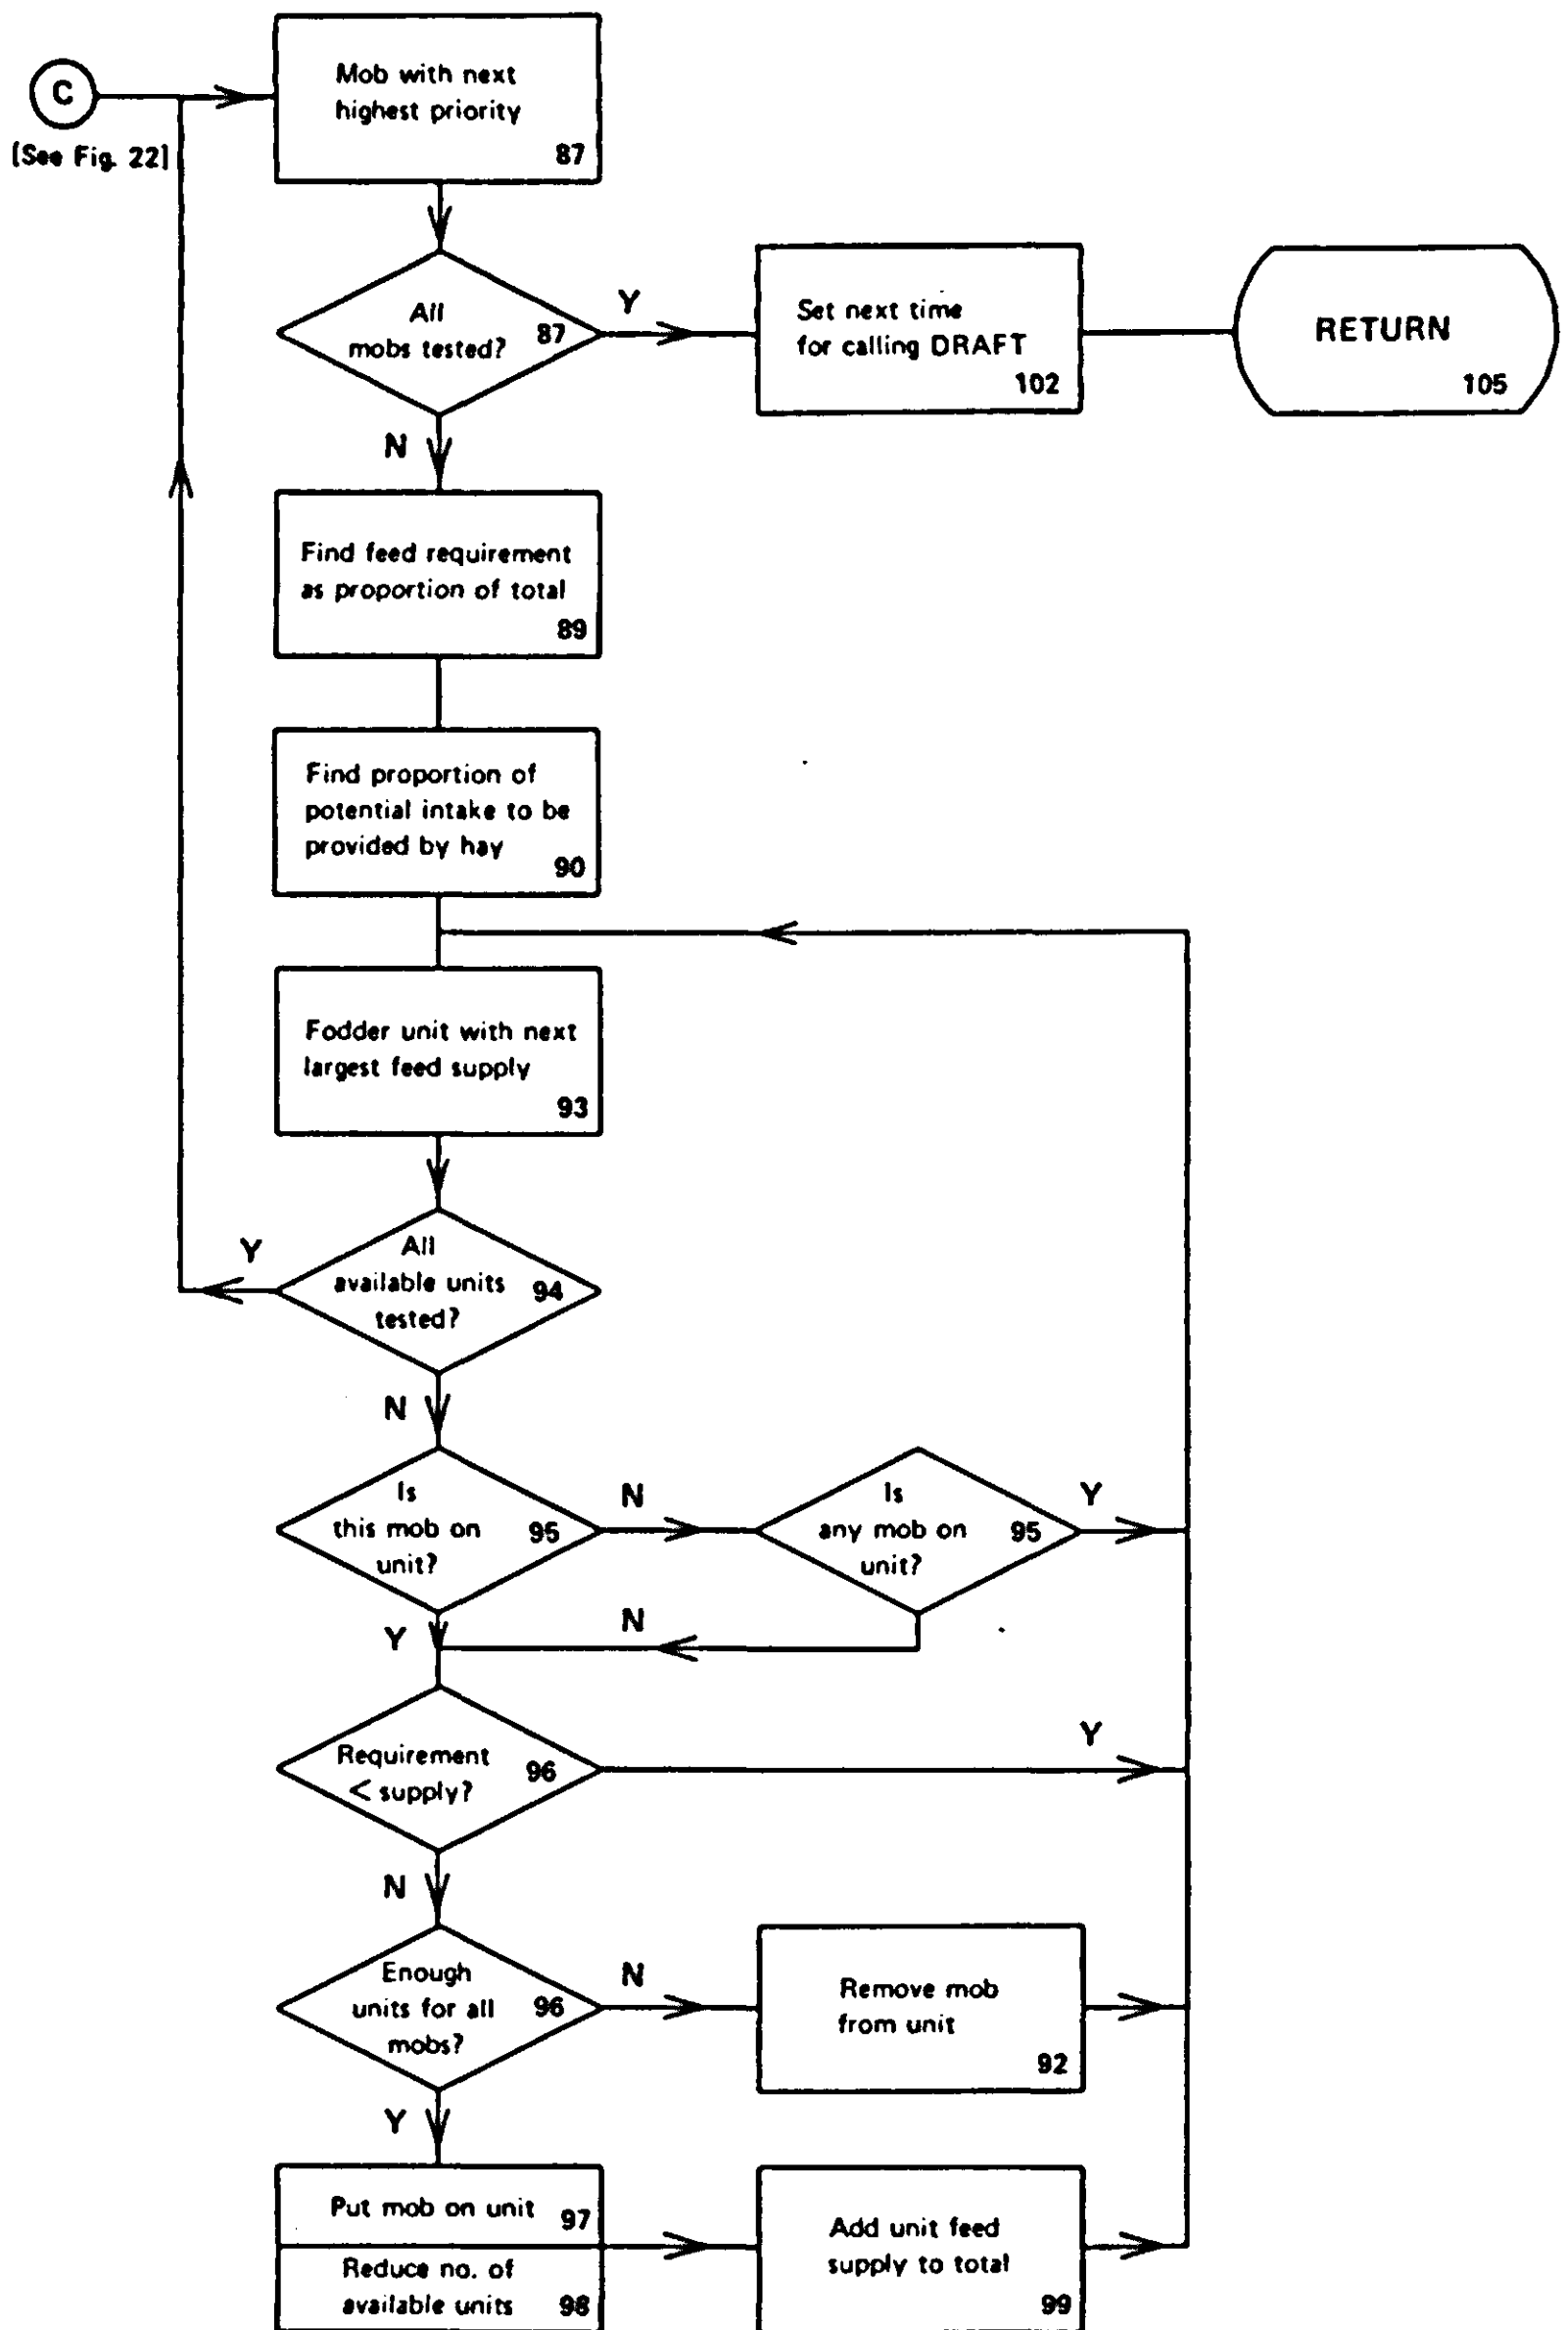 C
[See Fig. 22]
Mob with next
highest priority
87
All
mobs tested?
87
Y
Set next time
for calling DRAFT
102
RETURN
105
N
Find feed requirement
as proportion of total
89
Find proportion of
potential intake to be
provided by hay
90
Fodder unit with next
largest feed supply
93
All
available units
tested?
94
Y
N
Is
this mob on
unit?
95
N
Is
any mob on
unit?
95
Y
Y
N
Requirement
< supply?
96
Y
N
Enough
units for all
mobs?
96
N
Remove mob
from unit
92
Y
Put mob on unit
97
Reduce no. of
available units
98
Add unit feed
supply to total
99